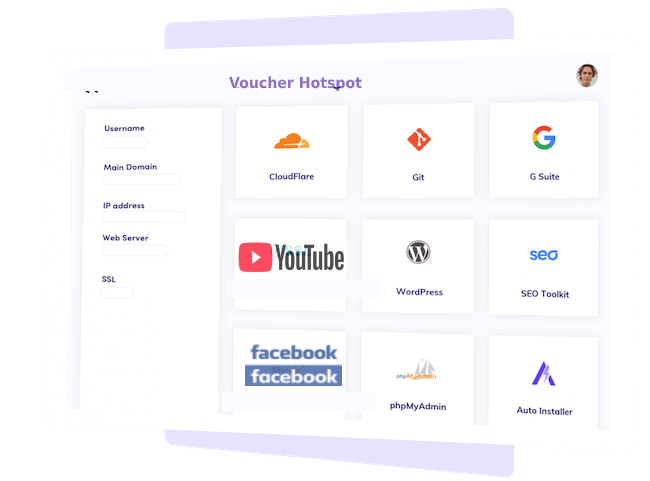 Voucher Hotspot
Username
Main Domain
IP address
Web Server
SSL
CloudFlare
Git
G Suite
YouTube
WordPress
seo
SEO Toolkit
facebook
facebook
phpMyAdmin
phpMyAdmin
Auto Installer